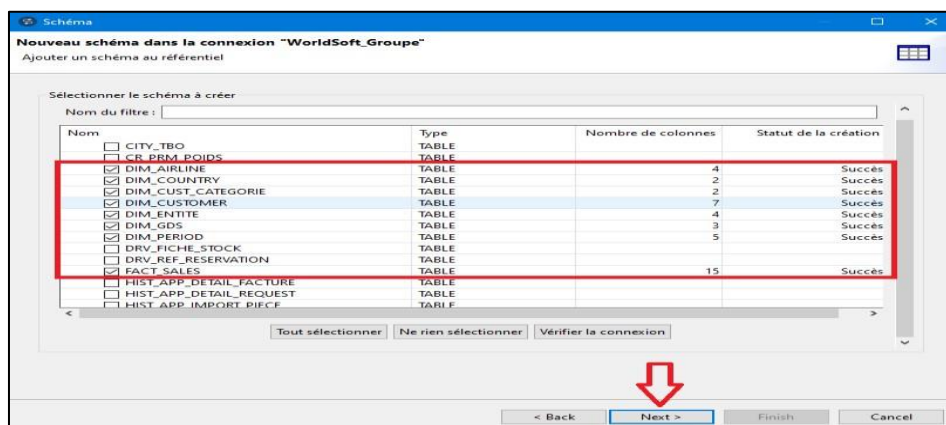 Schéma
Nouveau schéma dans la connexion "WorldSoft_Groupe"
Ajouter un schéma au référentiel
Sélectionner le schéma à créer
Nom du filtre :
Nom Type Nombre de colonnes Statut de la création
CITY_TBO TABLE
CR_PRM_POIDS TABLE
DIM_AIRLINE TABLE 4 Succès
DIM_COUNTRY TABLE 2 Succès
DIM_CUST_CATEGORIE TABLE 2 Succès
DIM_CUSTOMER TABLE 7 Succès
DIM_ENTITE TABLE 4 Succès
DIM_GDS TABLE 3 Succès
DIM_PERIOD TABLE 5 Succès
DRV_FICHE_STOCK TABLE
DRV_REF_RESERVATION TABLE
FACT_SALES TABLE 15 Succès
HIST_APP_DETAIL_FACTURE TABLE
HIST_APP_DETAIL_REQUEST TABLE
HIST_APP_IMPORT_PIECE TABLE
Tout sélectionner Ne rien sélectionner Vérifier la connexion
< Back Next > Finish Cancel